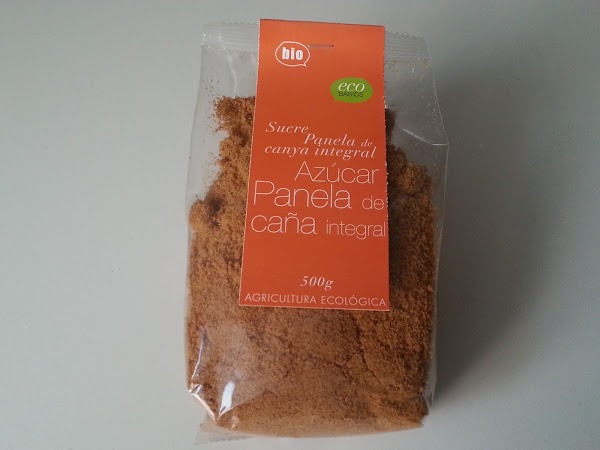 bio
eco
BASICS
Sucre
Panela de
canya integral
Azúcar
Panela de
caña integral
500g
AGRICULTURA ECOLÓGICA